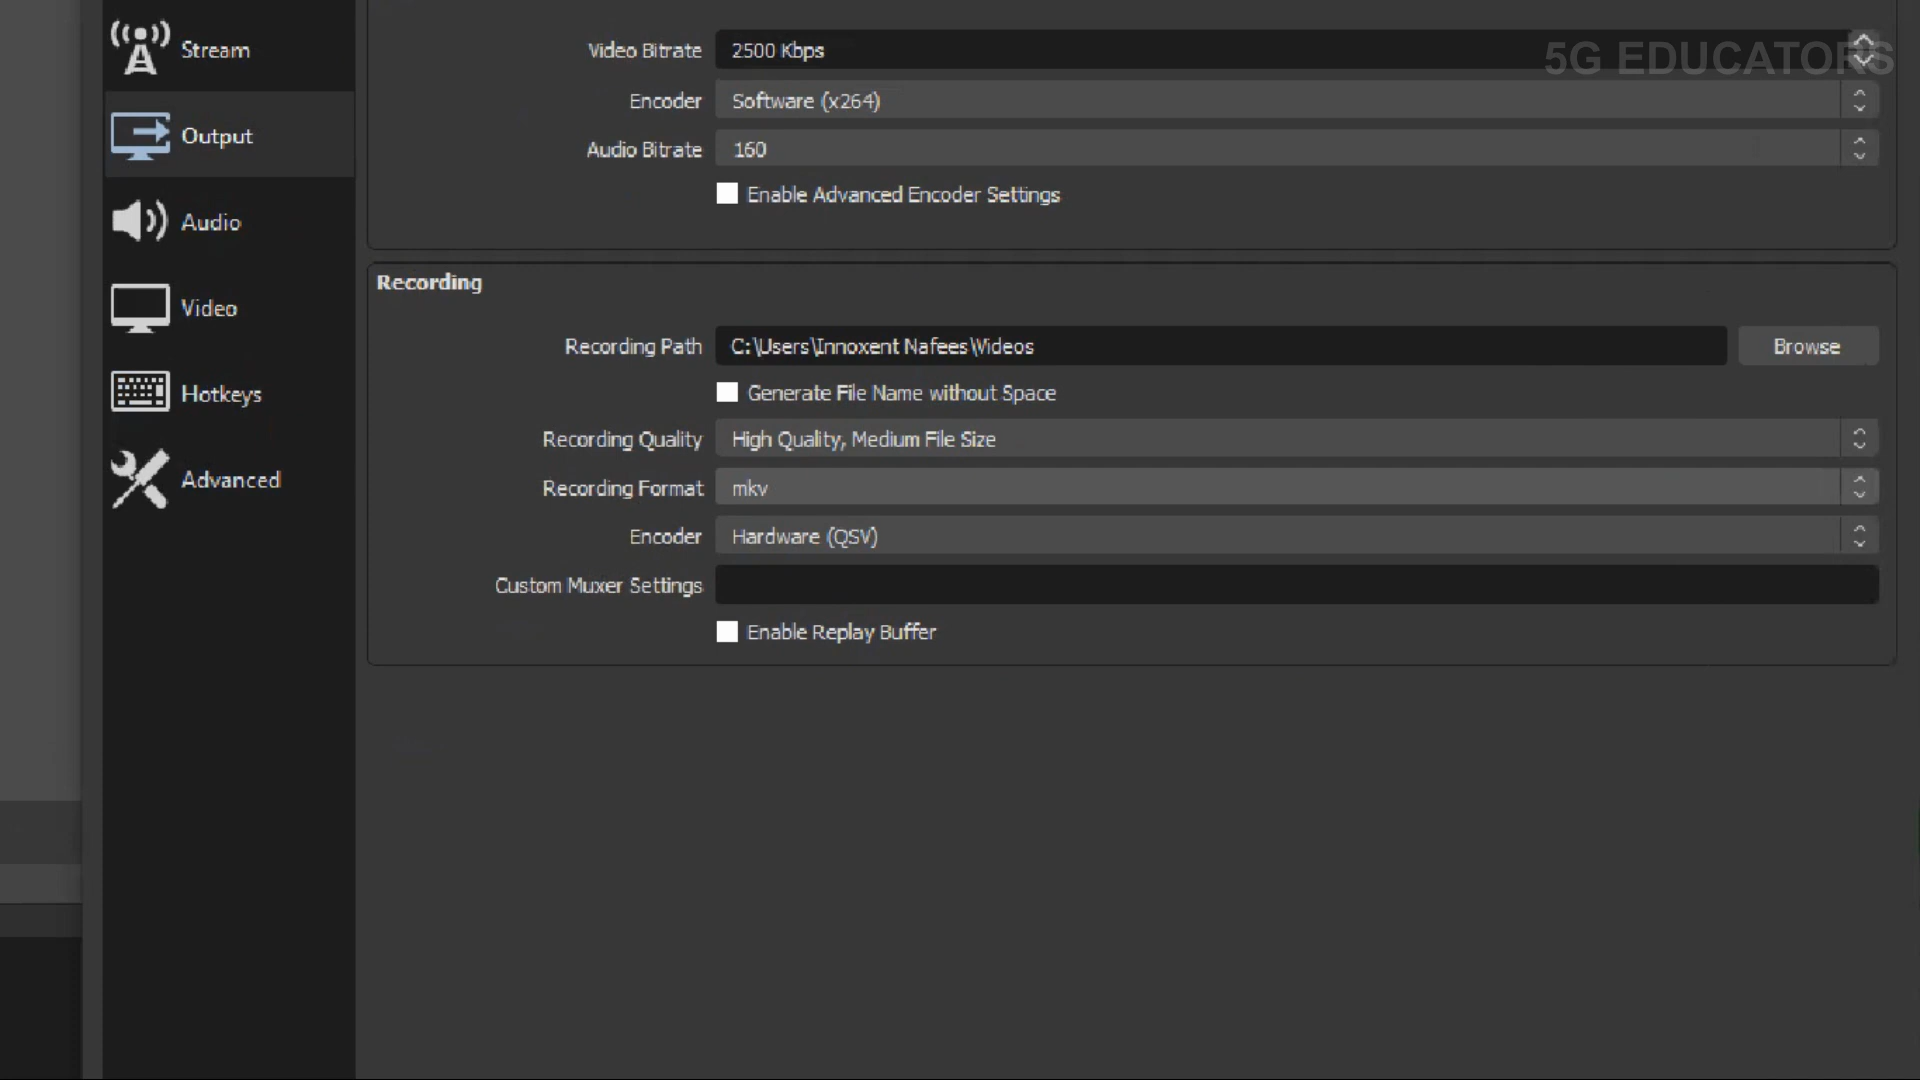 Stream
Output
Audio
Video
Hotkeys
Advanced
5G EDUCATORS
Video Bitrate 2500 Kbps
Encoder Software (x264)
Audio Bitrate 160
Enable Advanced Encoder Settings
Recording
Recording Path C:\Users\Innoxent Nafees\Videos Browse
Generate File Name without Space
Recording Quality High Quality, Medium File Size
Recording Format mkv
Encoder Hardware (QSV)
Custom Muxer Settings
Enable Replay Buffer